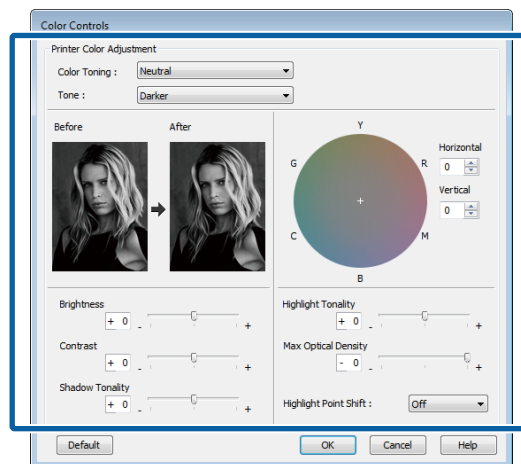 Color Controls
Printer Color Adjustment
Color Toning : Neutral
Tone : Darker
Before After
Y
G R
C M
B
Horizontal
0
Vertical
0
Brightness
+ 0 - +
Contrast
+ 0 - +
Shadow Tonality
+ 0 - +
Highlight Tonality
+ 0 - +
Max Optical Density
- 0 - +
Highlight Point Shift : Off
Default OK Cancel Help